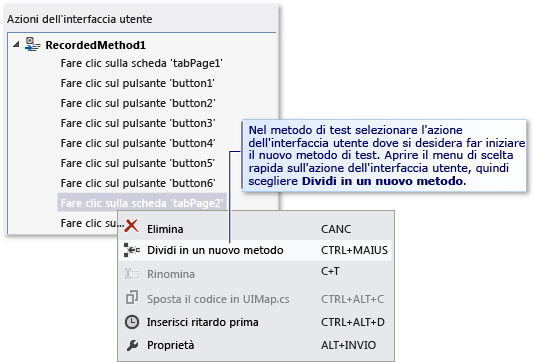 Azioni dell'interfaccia utente
RecordedMethod1
Fare clic sulla scheda 'tabPage1'
Fare clic sul pulsante 'button1'
Fare clic sul pulsante 'button2'
Fare clic sul pulsante 'button3'
Fare clic sul pulsante 'button4'
Fare clic sul pulsante 'button5'
Fare clic sul pulsante 'button6'
Fare clic sulla scheda 'tabPage2'
Fare clic su...
Nel metodo di test selezionare l'azione
dell'interfaccia utente dove si desidera far iniziare
il nuovo metodo di test. Aprire il menu di scelta
rapida sull'azione dell'interfaccia utente, quindi
scegliere Dividi in un nuovo metodo.
Elimina CANC
Dividi in un nuovo metodo CTRL+MAIUS
Rinomina C+T
Sposta il codice in UIMap.cs CTRL+ALT+C
Inserisci ritardo prima CTRL+ALT+D
Proprietà ALT+INVIO